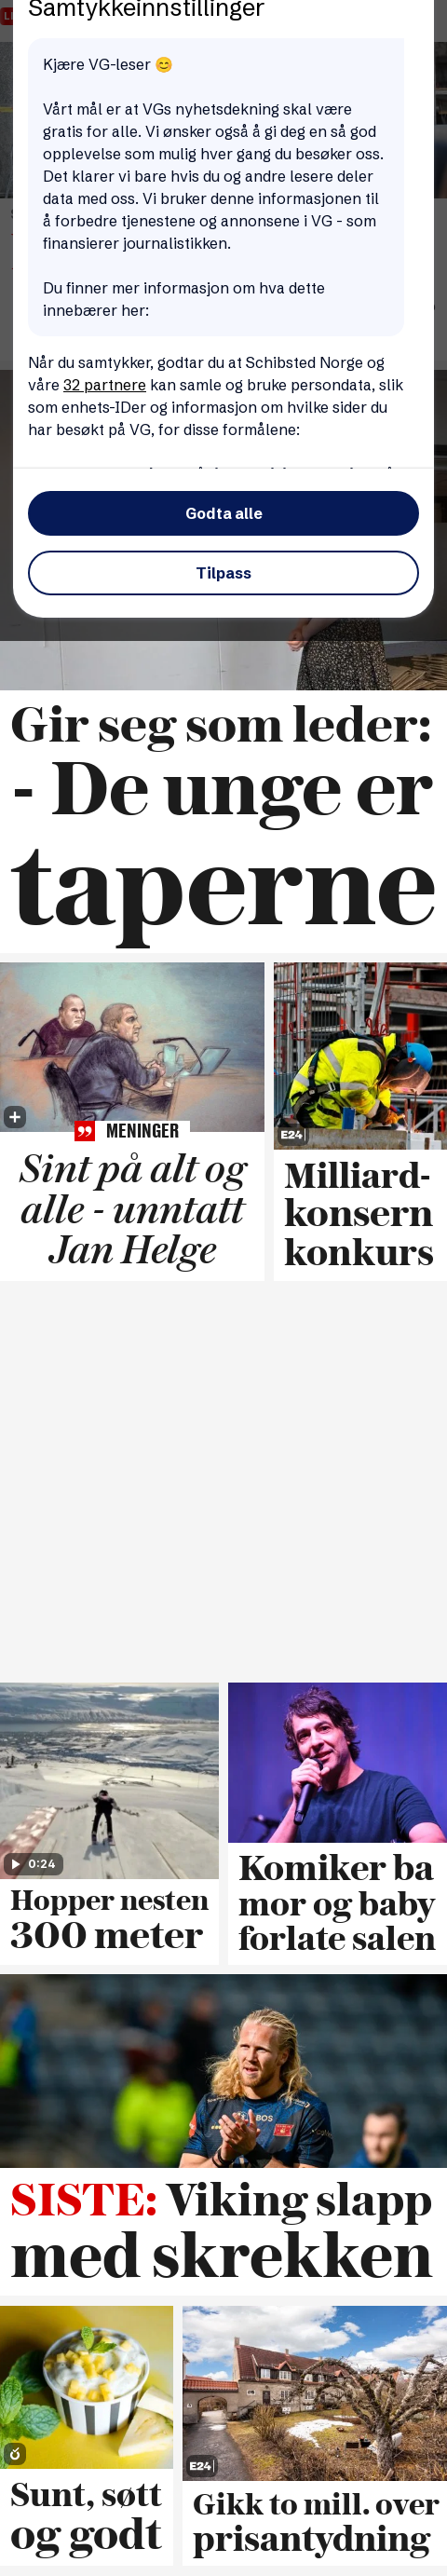 Samtykkeinnstillinger
Kjære VG-leser 😊
Vårt mål er at VGs nyhetsdekning skal være
gratis for alle. Vi ønsker også å gi deg en så god
opplevelse som mulig hver gang du besøker oss.
Det klarer vi bare hvis du og andre lesere deler
data med oss. Vi bruker denne informasjonen til
å forbedre tjenestene og annonsene i VG - som
finansierer journalistikken.
Du finner mer informasjon om hva dette
innebærer her:
Når du samtykker, godtar du at Schibsted Norge og
våre 32 partnere kan samle og bruke persondata, slik
som enhets-IDer og informasjon om hvilke sider du
har besøkt på VG, for disse formålene:
Godta alle
Tilpass
Gir seg som leder:
- De unge er
taperne
MENINGER
Sint på alt og
alle - unntatt
Jan Helge
E24
Milliard-
konsern
konkurs
0:24
Hopper nesten
300 meter
Komiker ba
mor og baby
forlate salen
SISTE: Viking slapp
med skrekken
Sunt, søtt
og godt
E24
Gikk to mill. over
prisantydning